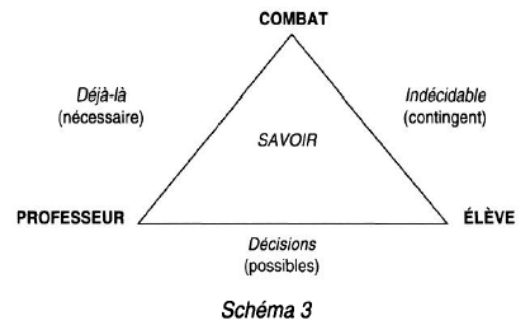 COMBAT
Déjà-là
(nécessaire)
Indécidable
(contingent)
SAVOIR
PROFESSEUR
ÉLÈVE
Décisions
(possibles)
Schéma 3